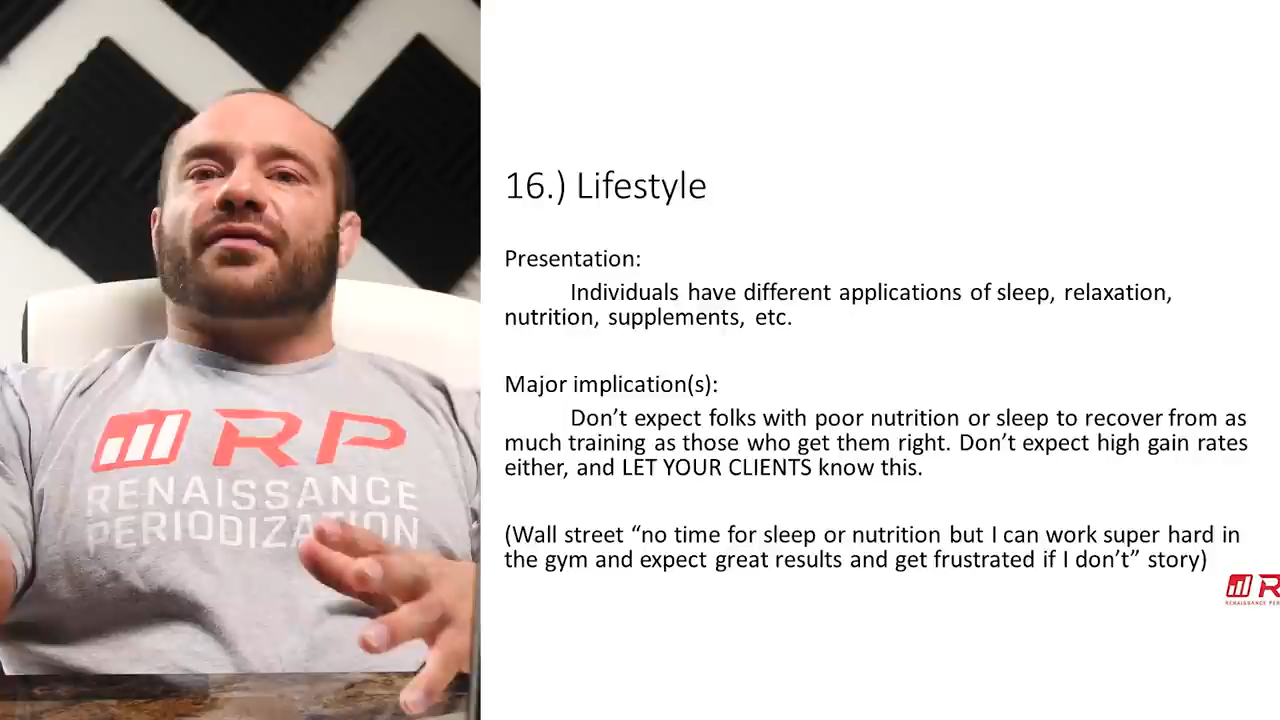 16.) Lifestyle
Presentation:
Individuals have different applications of sleep, relaxation,
nutrition, supplements, etc.
Major implication(s):
Don’t expect folks with poor nutrition or sleep to recover from as
much training as those who get them right. Don’t expect high gain rates
either, and LET YOUR CLIENTS know this.
(Wall street “no time for sleep or nutrition but I can work super hard in
the gym and expect great results and get frustrated if I don’t” story)
RP
RENAISSANCE
PERIODIZATION
R
RENAISSANCE PER